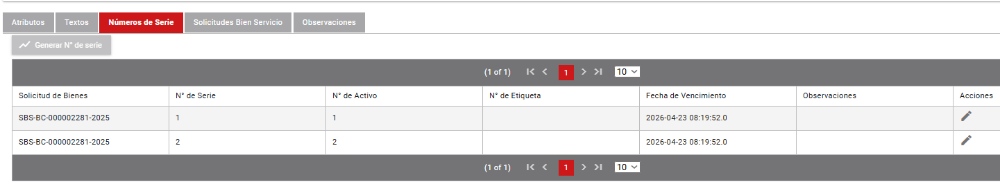 Atributos Textos Números de Serie Solicitudes Bien Servicio Observaciones
Generar N° de serie
(1 of 1) 1 10
Solicitud de Bienes N° de Serie N° de Activo N° de Etiqueta Fecha de Vencimiento Observaciones Acciones
SBS-BC-000002281-2025 1 1 2026-04-23 08:19:52.0
SBS-BC-000002281-2025 2 2 2026-04-23 08:19:52.0
(1 of 1) 1 10